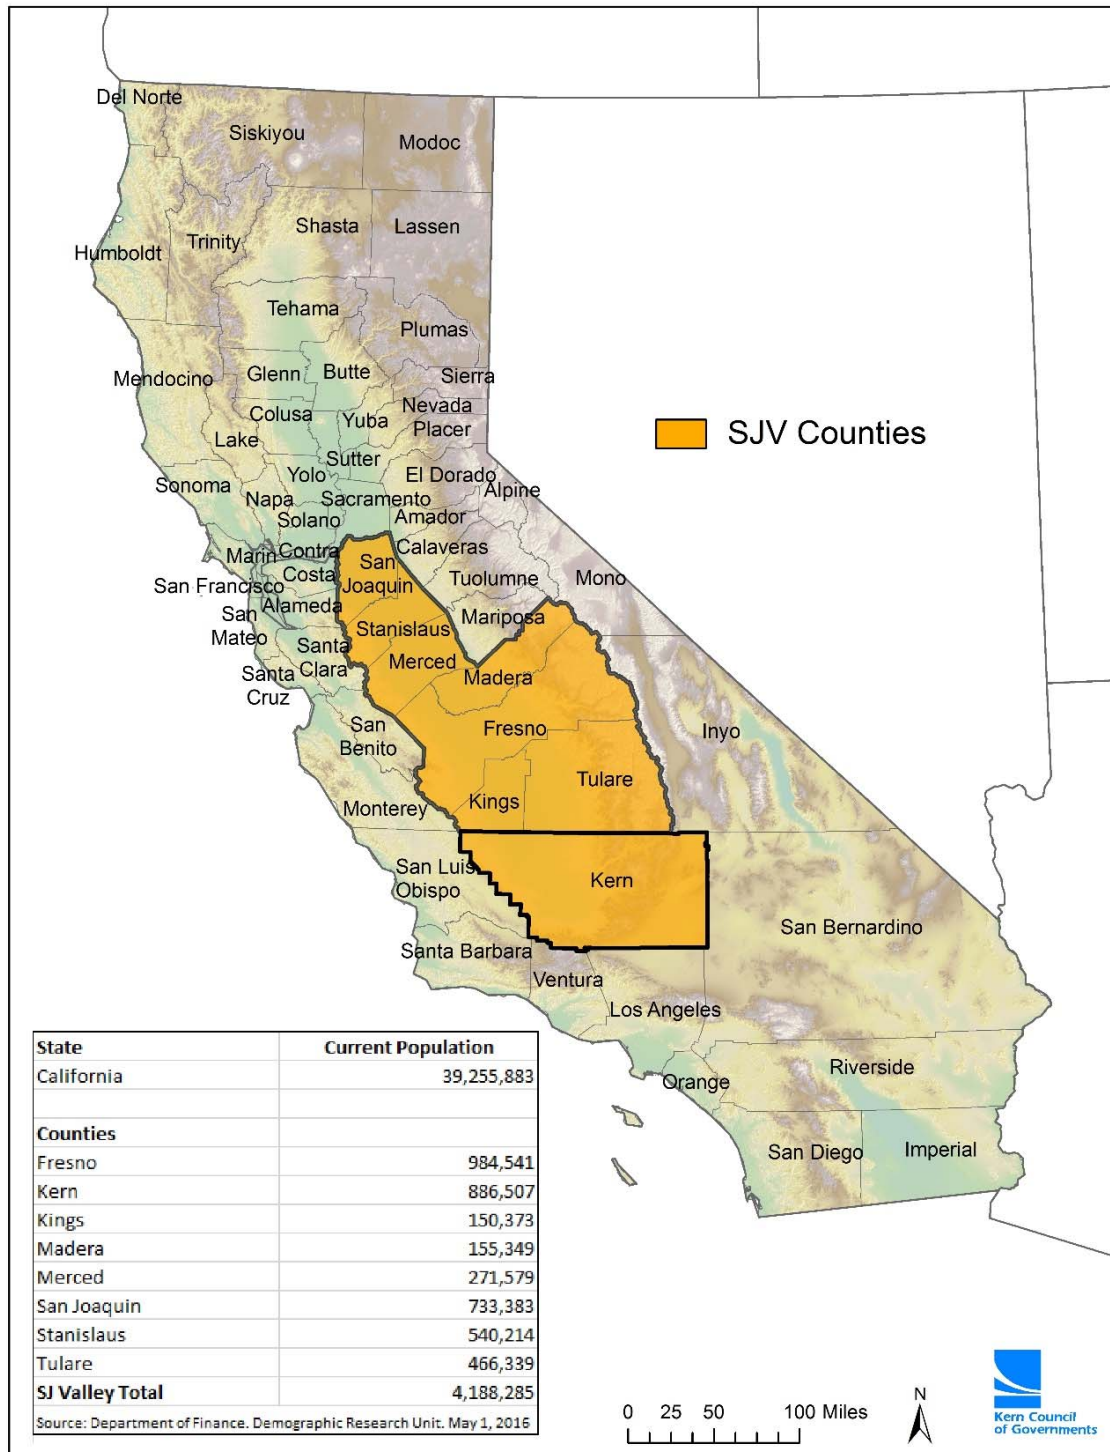 Del Norte
Siskiyou
Modoc
Humboldt
Trinity
Shasta
Lassen
Tehama
Plumas
Mendocino
Glenn
Butte
Sierra
Colusa
Yuba
Nevada
Placer
Lake
Sutter
Sonoma
Napa
Yolo
El Dorado
Alpine
Sacramento
Solano
Amador
Marin
Contra
Costa
Calaveras
San Francisco
San
Joaquin
Tuolumne
Mono
Alameda
San
Mateo
Stanislaus
Mariposa
Santa
Clara
Merced
Santa
Cruz
Madera
San
Benito
Fresno
Inyo
Monterey
Kings
Tulare
San Luis
Obispo
Kern
San Bernardino
Santa Barbara
Ventura
Los Angeles
Orange
Riverside
San Diego
Imperial
SJV Counties
State Current Population
California 39,255,883
Counties
Fresno 984,541
Kern 886,507
Kings 150,373
Madera 155,349
Merced 271,579
San Joaquin 733,383
Stanislaus 540,214
Tulare 466,339
SJ Valley Total 4,188,285
Source: Department of Finance. Demographic Research Unit. May 1, 2016
0 25 50 100 Miles
N
Kern Council
of Governments